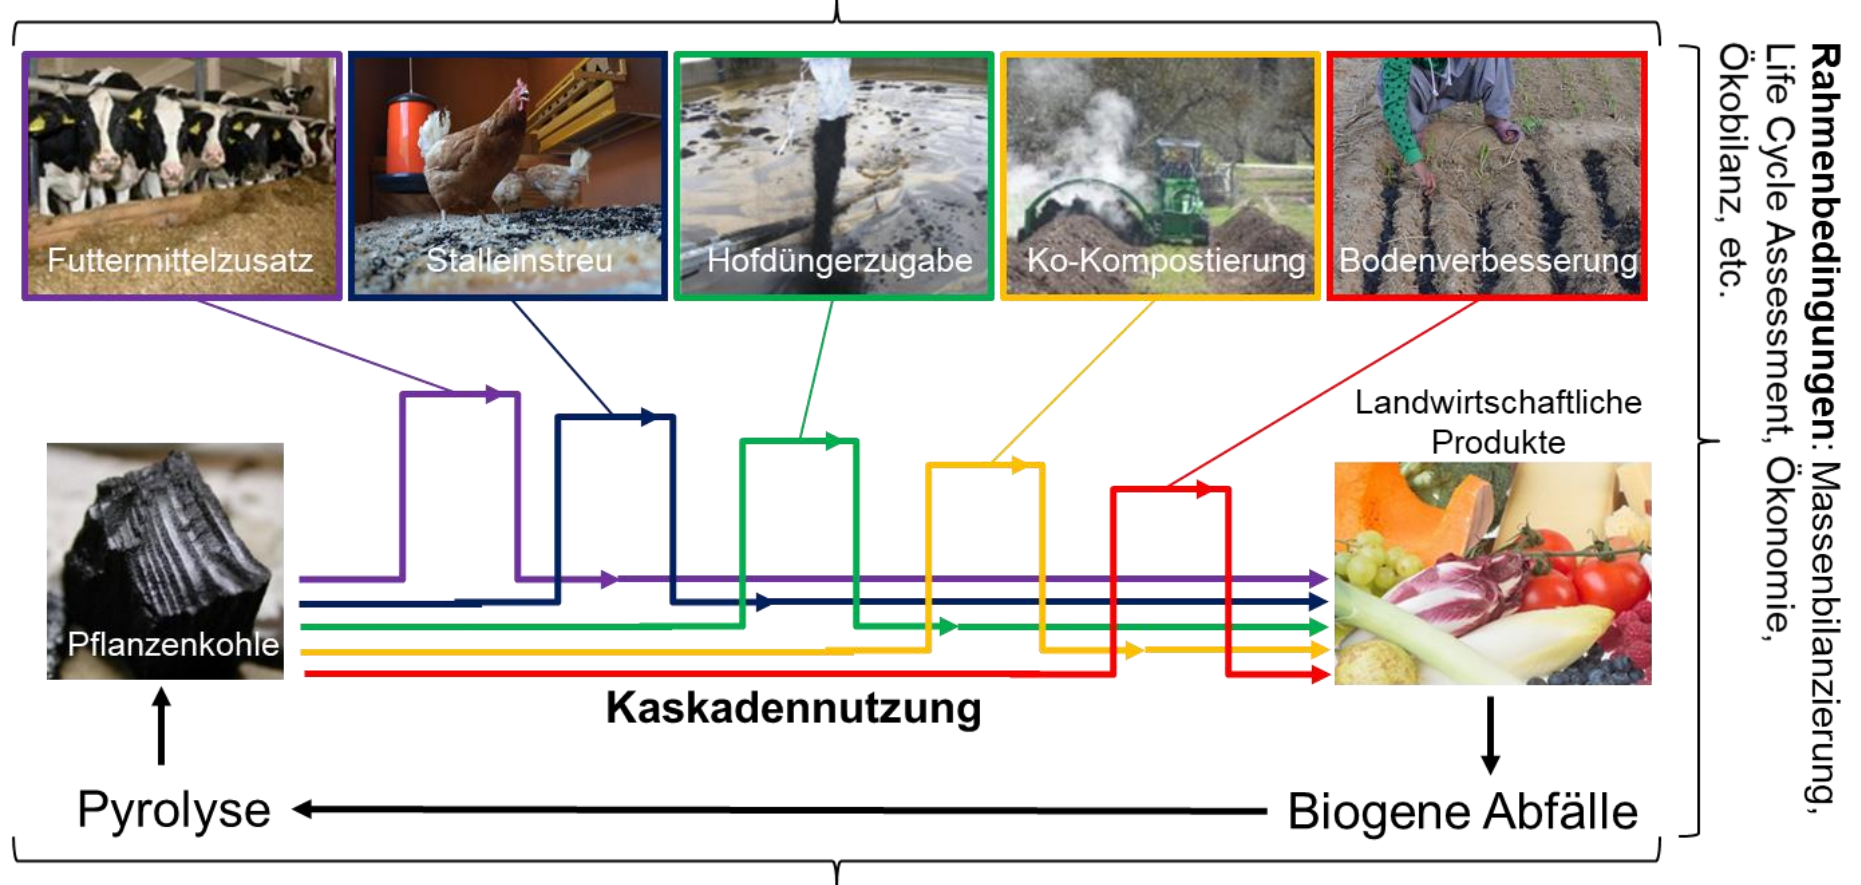 Futtermittelzusatz
Stalleinstreu
Hofdüngerzugabe
Ko-Kompostierung
Bodenverbesserung
Landwirtschaftliche
Produkte
Pflanzenkohle
Kaskadennutzung
Pyrolyse
Biogene Abfälle
Rahmenbedingungen: Massenbilanzierung,
Life Cycle Assessment, Ökonomie,
Ökobilanz, etc.